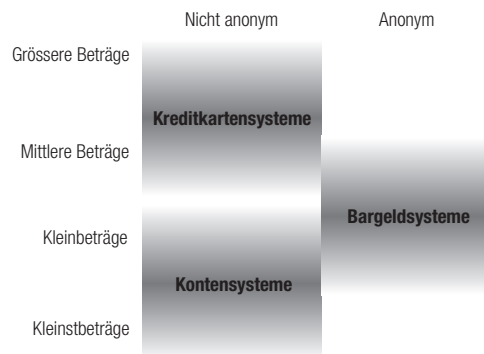 Nicht anonym Anonym
Grössere Beträge
Kreditkartensysteme
Mittlere Beträge
Bargeldsysteme
Kleinbeträge
Kontensysteme
Kleinstbeträge